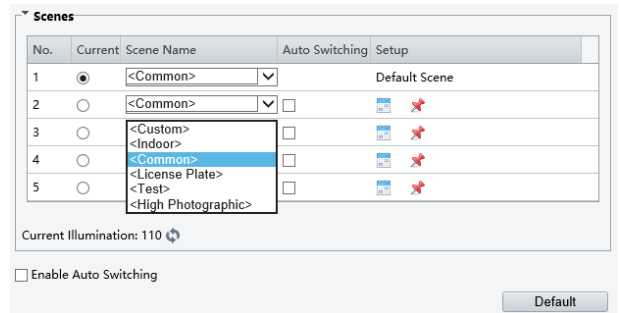 Scenes
No. Current Scene Name Auto Switching Setup
1 <Common> Default Scene
2 <Common>
3 <Custom>
<Indoor>
4 <Common>
<License Plate>
5 <Test>
<High Photographic>
Current Illumination: 110
Enable Auto Switching
Default